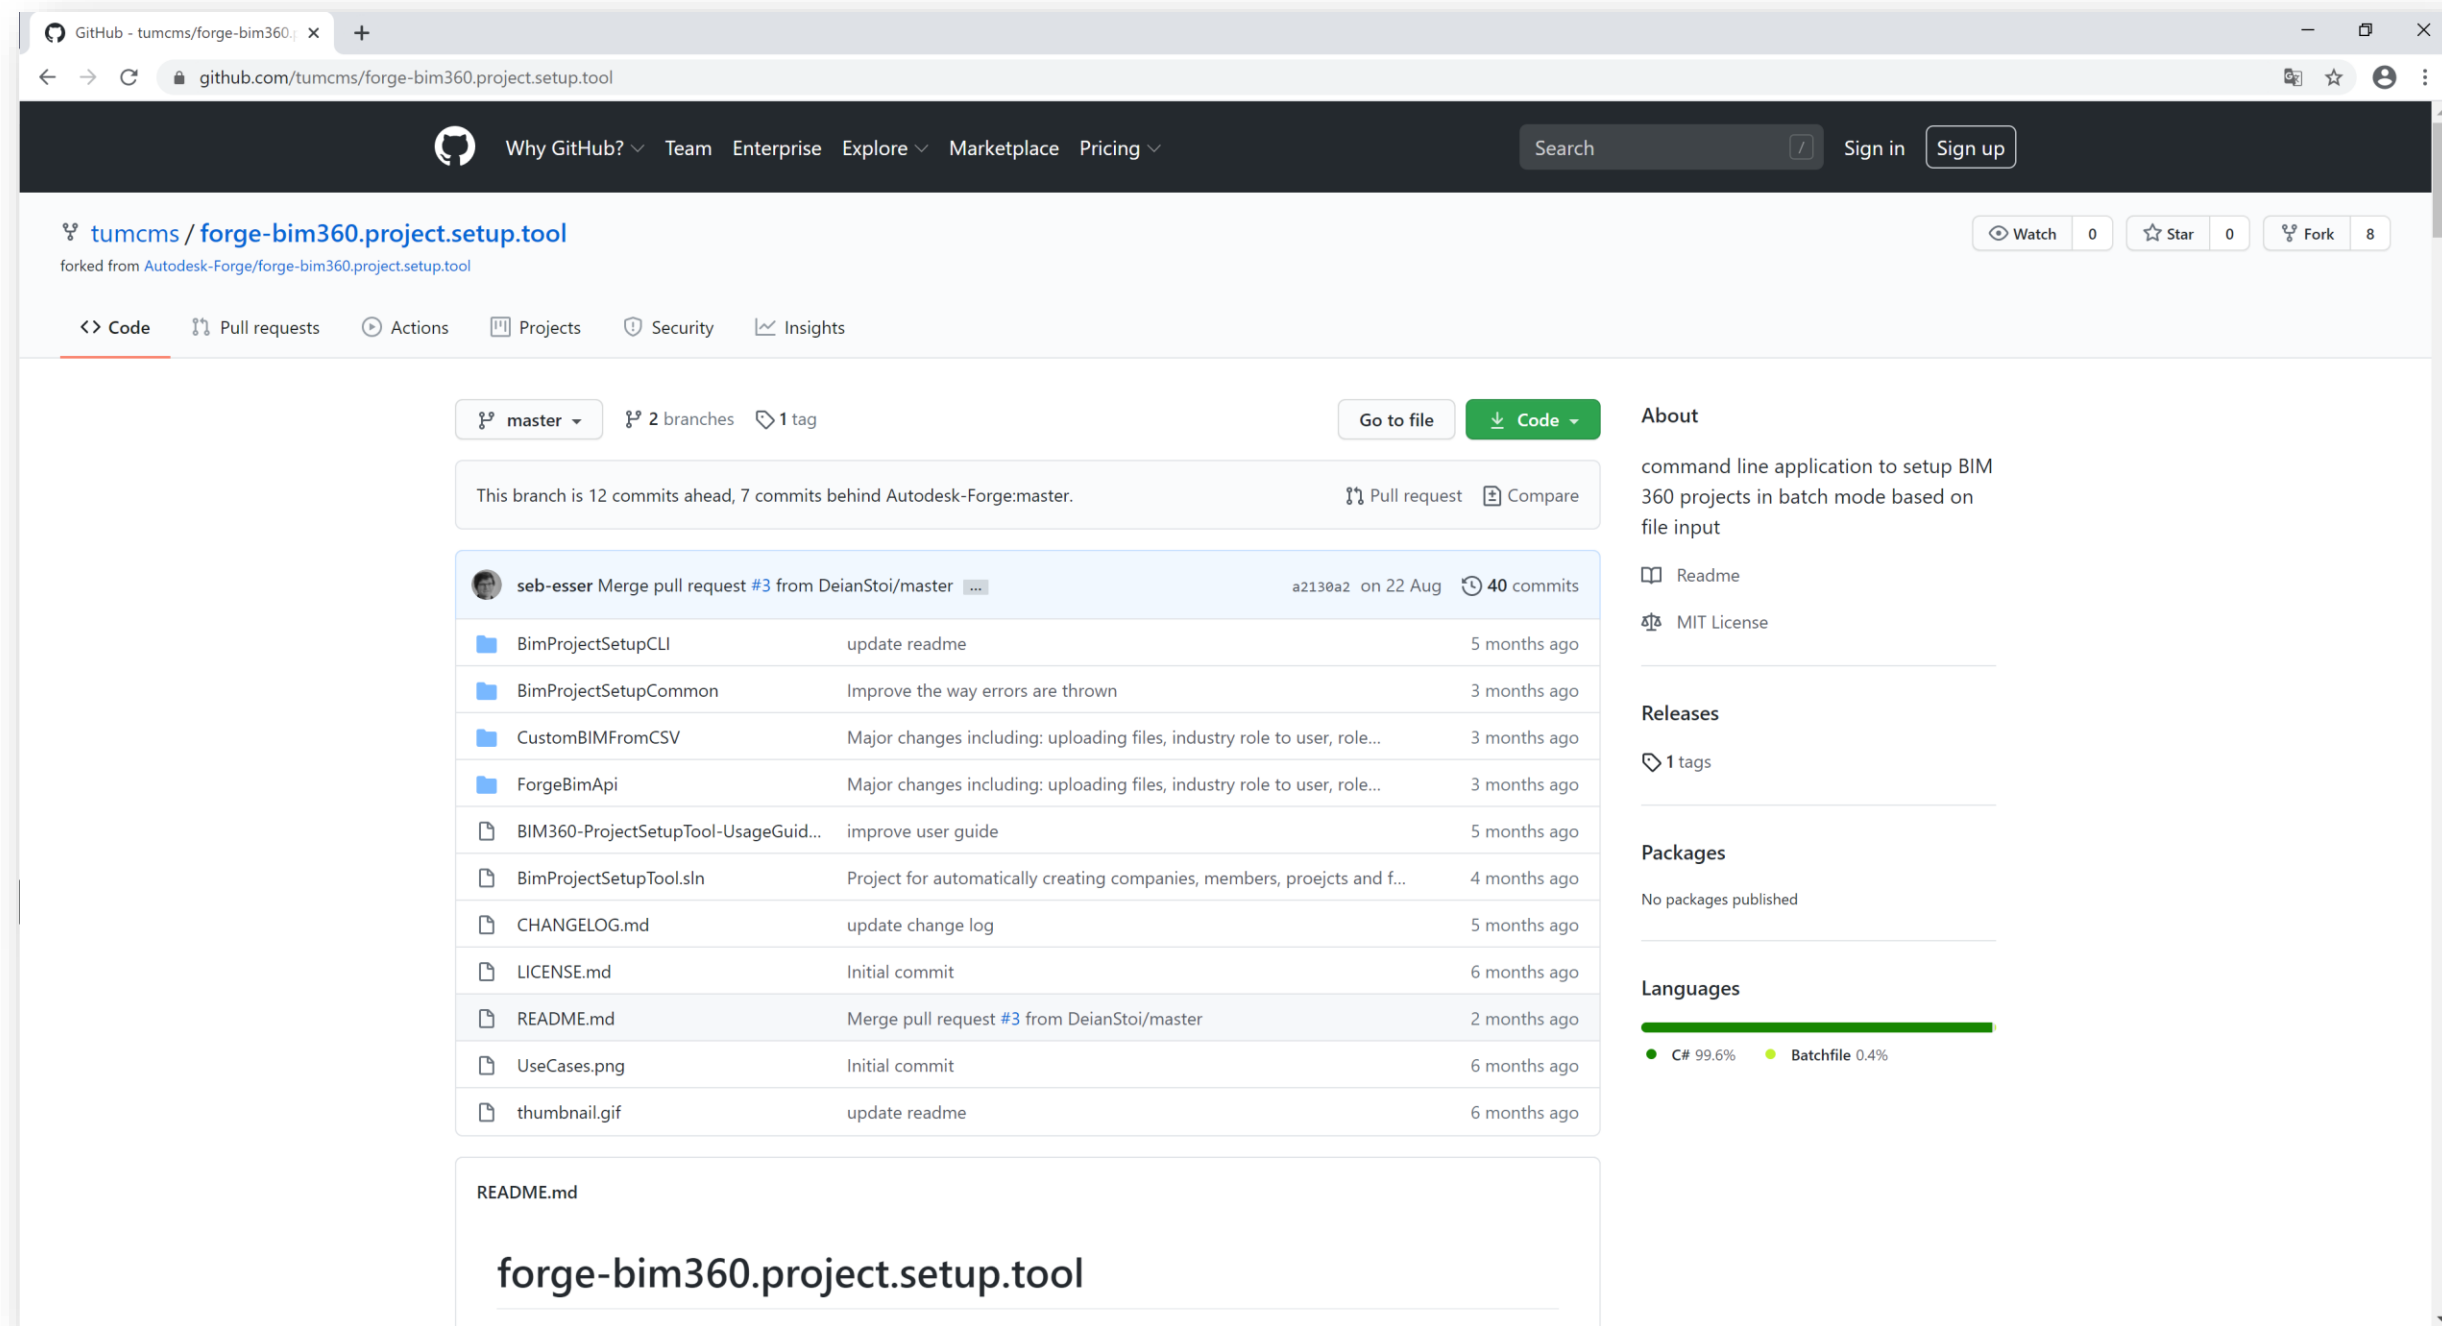 GitHub - tumcms/forge-bim360.p
github.com/tumcms/forge-bim360.project.setup.tool
Why GitHub? Team Enterprise Explore Marketplace Pricing Search / Sign in Sign up
tumcms / forge-bim360.project.setup.tool Watch 0 Star 0 Fork 8
forked from Autodesk-Forge/forge-bim360.project.setup.tool
Code Pull requests Actions Projects Security Insights
master 2 branches 1 tag Go to file Code
This branch is 12 commits ahead, 7 commits behind Autodesk-Forge:master. Pull request Compare
seb-esser Merge pull request #3 from DeianStoi/master ... a2130a2 on 22 Aug 40 commits
BimProjectSetupCLI update readme 5 months ago
BimProjectSetupCommon Improve the way errors are thrown 3 months ago
CustomBIMFromCSV Major changes including: uploading files, industry role to user, role... 3 months ago
ForgeBimApi Major changes including: uploading files, industry role to user, role... 3 months ago
BIM360-ProjectSetupTool-UsageGuid... improve user guide 5 months ago
BimProjectSetupTool.sln Project for automatically creating companies, members, proejcts and f... 4 months ago
CHANGELOG.md update change log 5 months ago
LICENSE.md Initial commit 6 months ago
README.md Merge pull request #3 from DeianStoi/master 2 months ago
UseCases.png Initial commit 6 months ago
thumbnail.gif update readme 6 months ago
README.md
forge-bim360.project.setup.tool
About
command line application to setup BIM
360 projects in batch mode based on
file input
Readme
MIT License
Releases
1 tags
Packages
No packages published
Languages
C# 99.6% Batchfile 0.4%